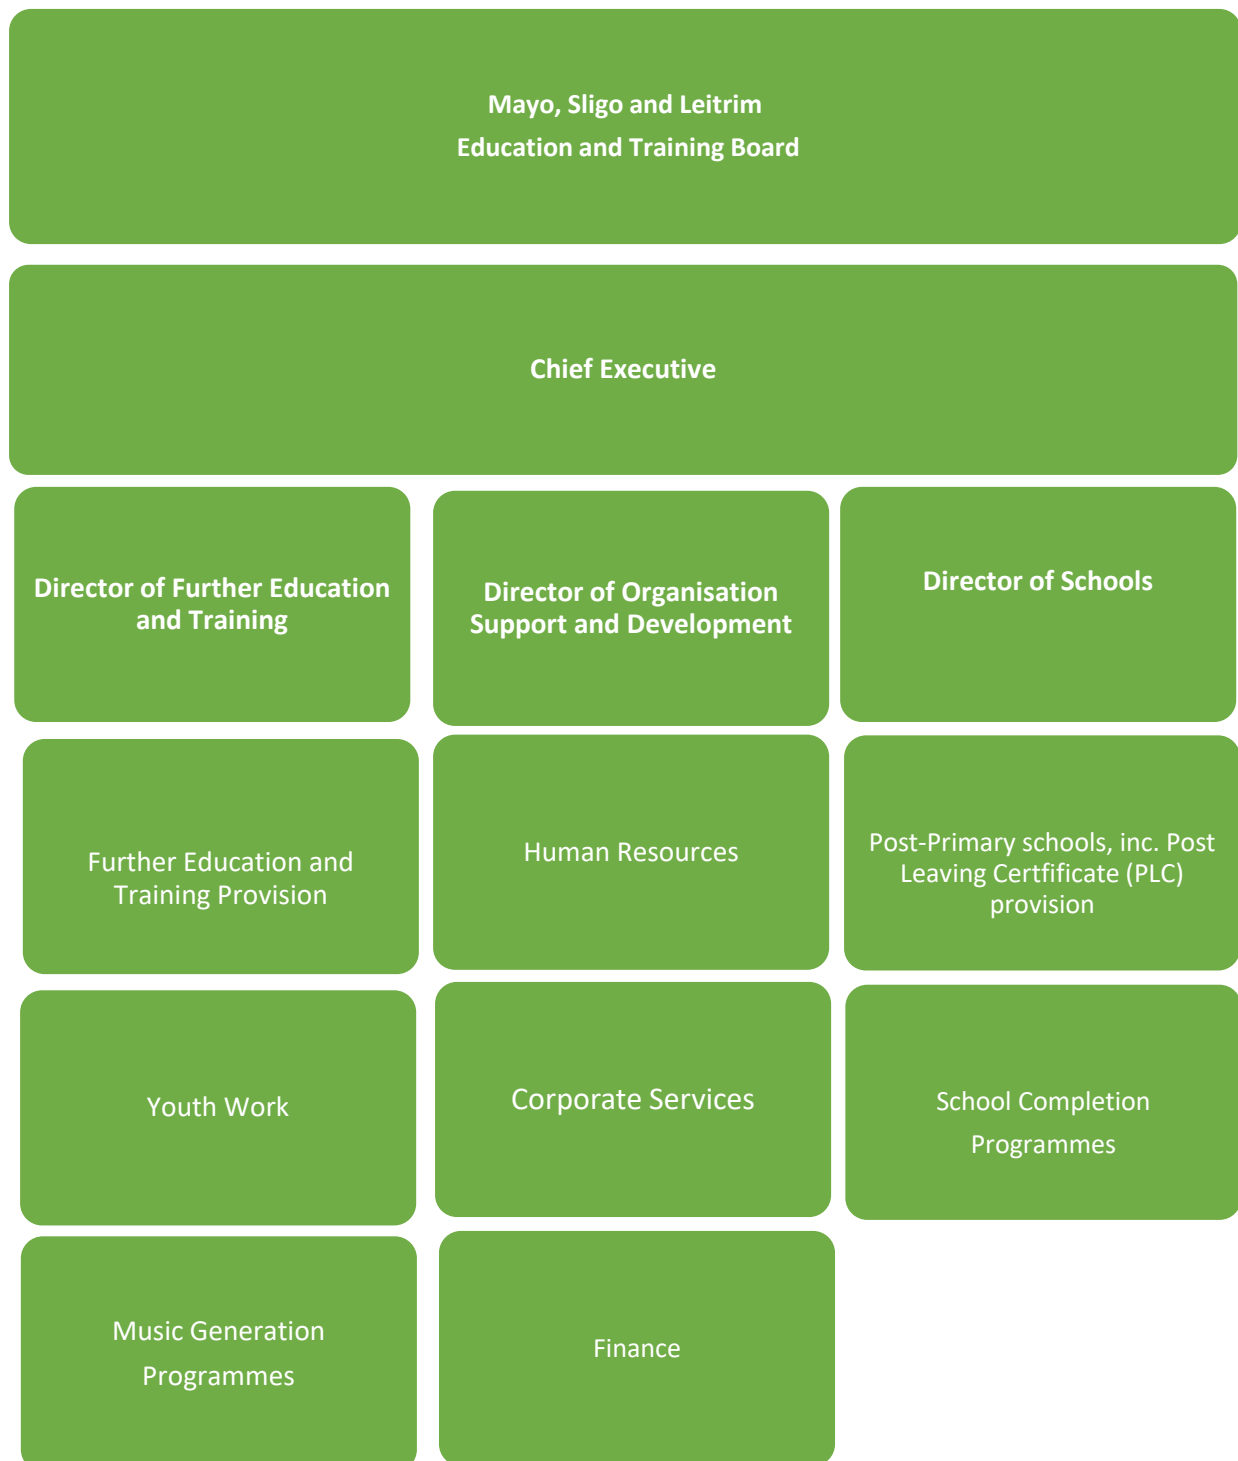 Mayo, Sligo and Leitrim
Education and Training Board
Chief Executive
Director of Further Education
and Training
Director of Organisation
Support and Development
Director of Schools
Further Education and
Training Provision
Human Resources
Post-Primary schools, inc. Post
Leaving Certfificate (PLC)
provision
Youth Work
Corporate Services
School Completion
Programmes
Music Generation
Programmes
Finance